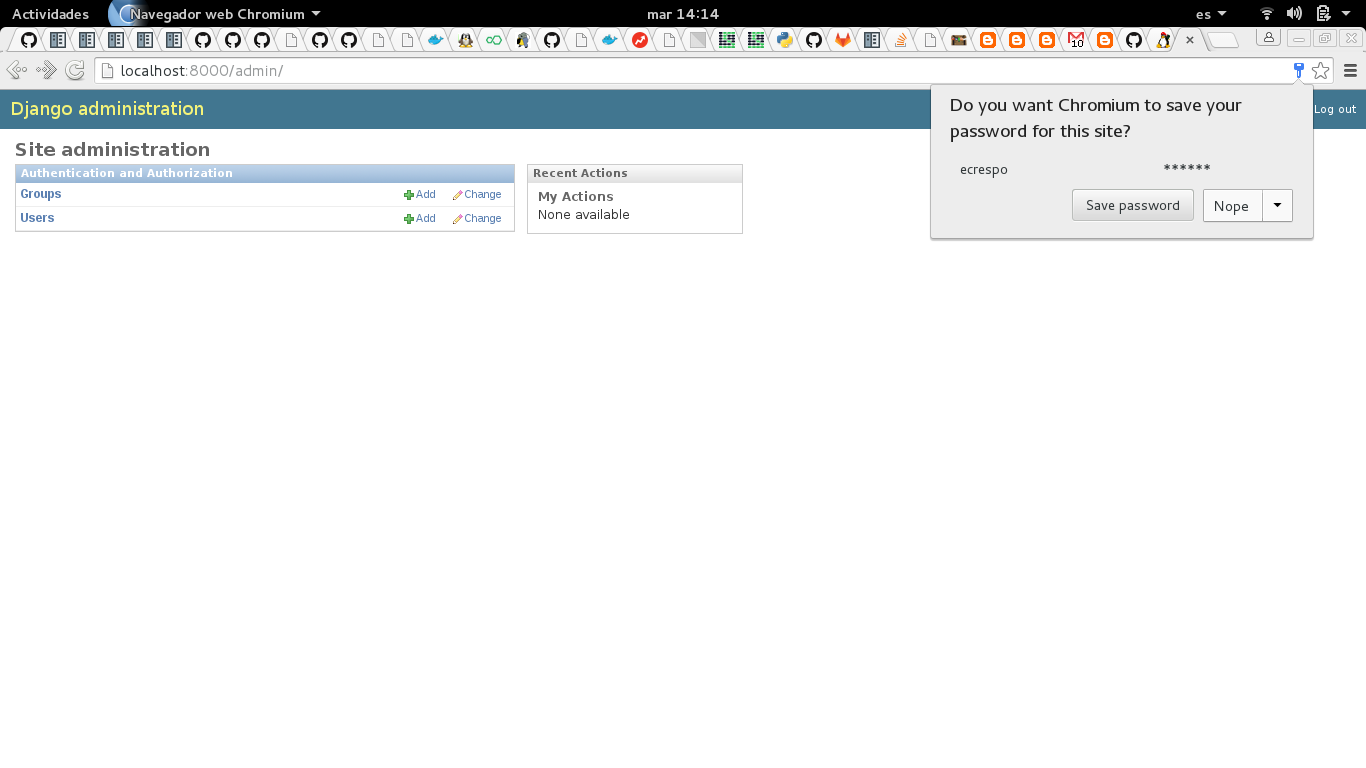 Actividades Navegador web Chromium mar 14:14 es
10
localhost:8000/admin/
Django administration Log out
Do you want Chromium to save your
password for this site?
ecrespo ******
Save password Nope
Site administration
Authentication and Authorization
Groups Add Change
Users Add Change
Recent Actions
My Actions
None available